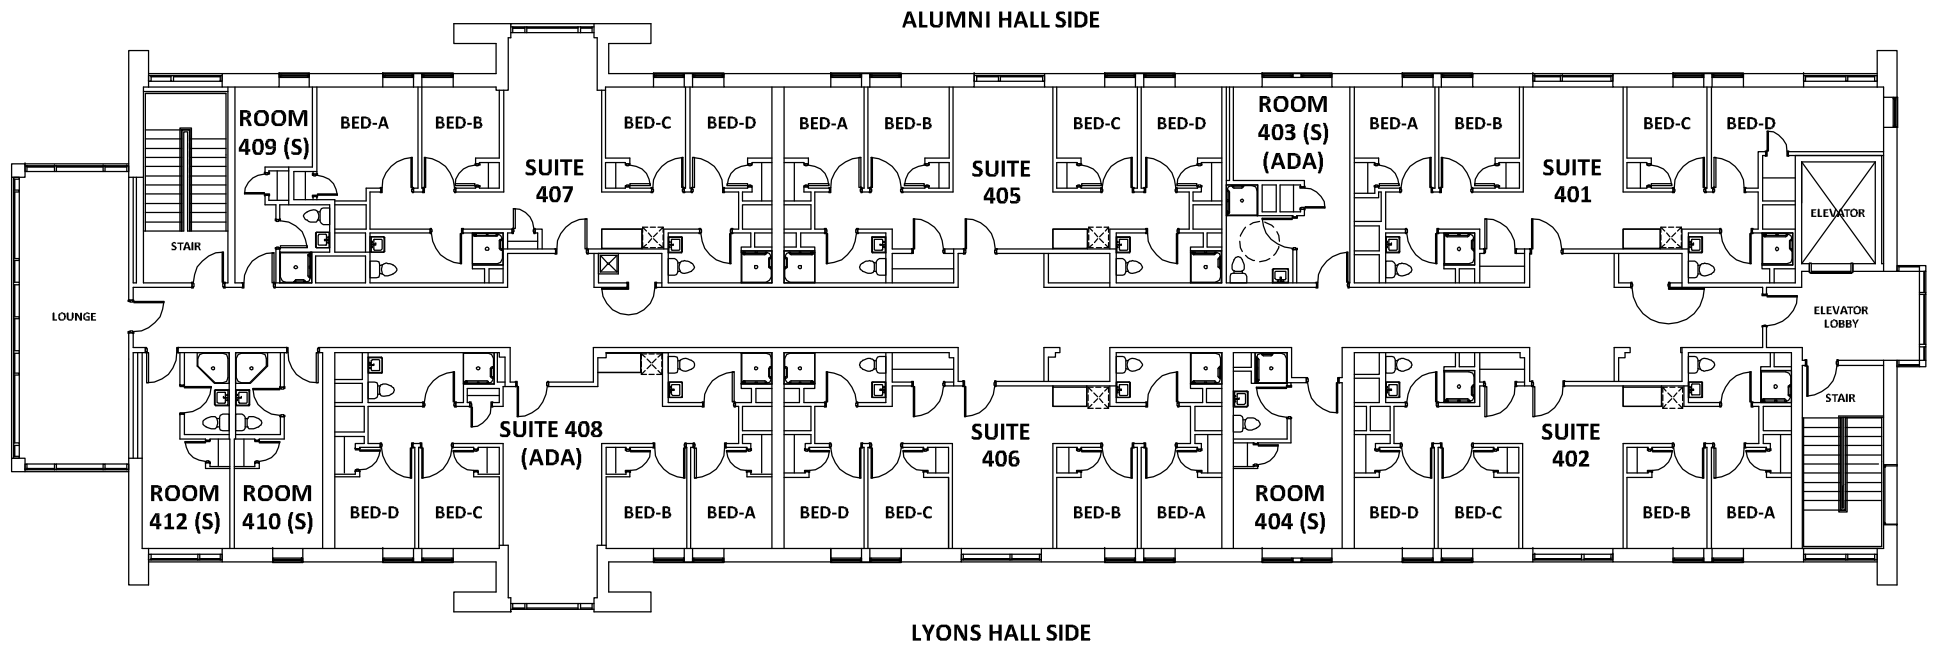 ALUMNI HALL SIDE
ROOM
409 (S)
BED-A
BED-B
SUITE
407
BED-C
BED-D
BED-A
BED-B
SUITE
405
BED-C
BED-D
ROOM
403 (S)
(ADA)
BED-A
BED-B
SUITE
401
BED-C
BED-D
STAIR
ELEVATOR
LOUNGE
ELEVATOR
LOBBY
STAIR
ROOM
412 (S)
ROOM
410 (S)
BED-D
BED-C
SUITE 408
(ADA)
BED-B
BED-A
BED-D
BED-C
SUITE
406
BED-B
BED-A
ROOM
404 (S)
BED-D
BED-C
SUITE
402
BED-B
BED-A
LYONS HALL SIDE